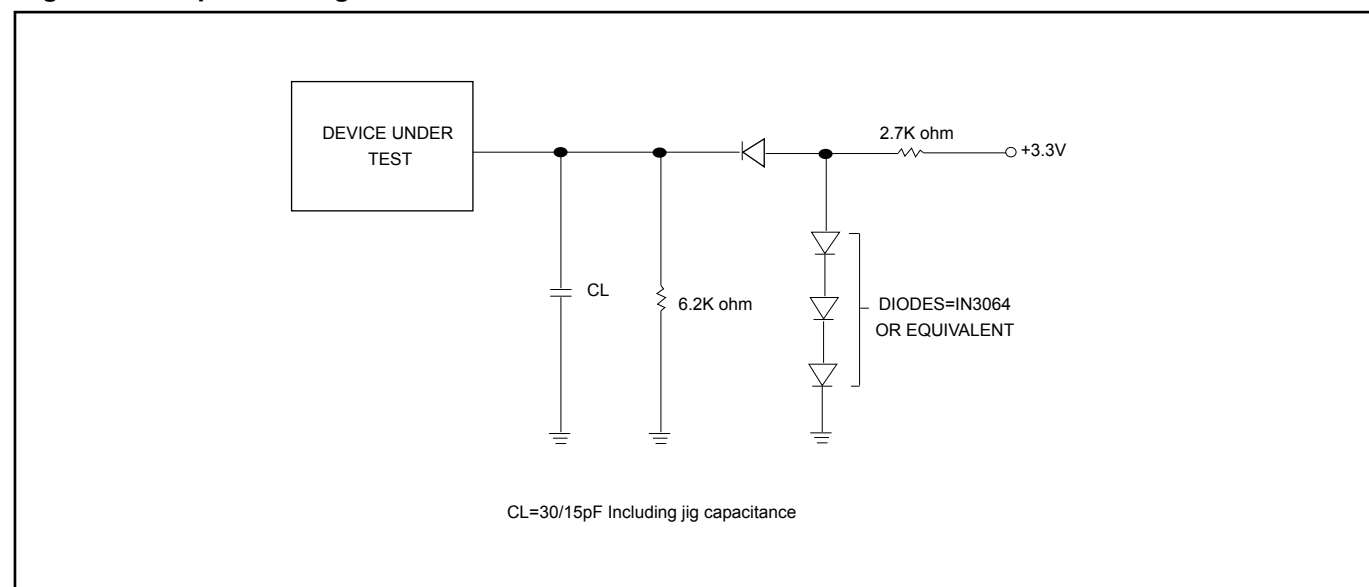 DEVICE UNDER
TEST
2.7K ohm
+3.3V
CL
6.2K ohm
DIODES=IN3064
OR EQUIVALENT
CL=30/15pF Including jig capacitance